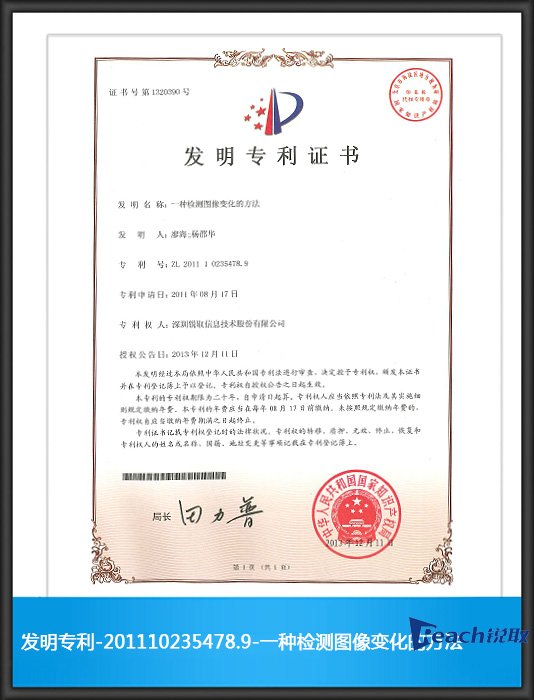 证书号第1320390号
发明专利证书
发 明 名 称:一种检测图像变化的方法
发 明 人:廖海;杨邵华
专 利 号:ZL 2011 1 0235478.9
专利申请日:2011年08月17日
专 利 权 人:深圳锐取信息技术股份有限公司
授权公告日:2013年12月11日
本发明经过本局依照中华人民共和国专利法进行审查,决定授予专利权,颁发本证书
并在专利登记簿上予以登记。专利权自授权公告之日起生效。
本专利的专利权期限为二十年,自申请日起算。专利权人应当依照专利法及其实施细
则规定缴纳年费。本专利的年费应当在每年08月17日前缴纳。未按照规定缴纳年费的,
专利权自应当缴纳年费期满之日起终止。
专利证书记载专利权登记时的法律状况。专利权的转移、质押、无效、终止、恢复和
专利权人的姓名或名称、国籍、地址变更等事项记载在专利登记簿上。
局长 田力普
中华人民共和国国家知识产权局
2013年12月11日
第1页(共1页)
发明专利-201110235478.9-一种检测图像变化的方法
Reach锐取